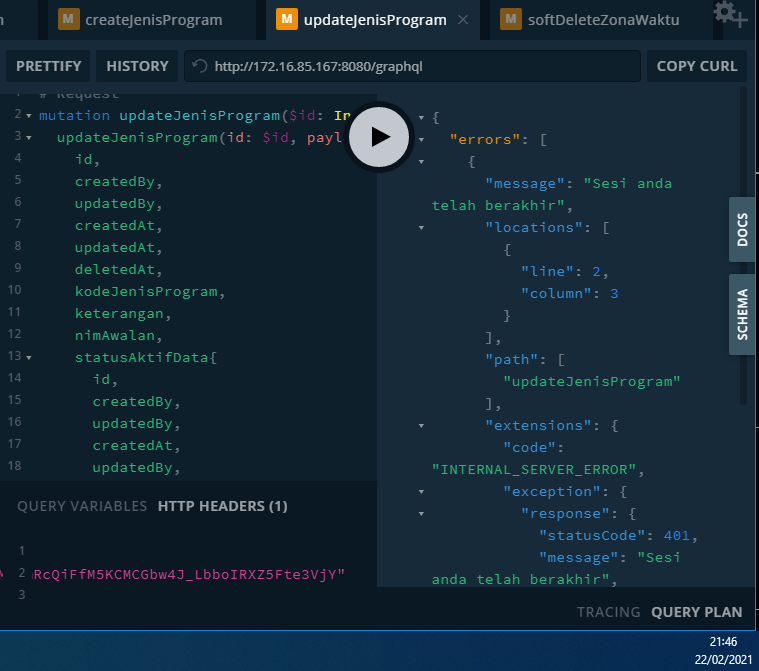 M createJenisProgram
M updateJenisProgram ×
M softDeleteZonaWaktu
PRETTIFY HISTORY http://172.16.85.167:8080/graphql COPY CURL
# Request
2 mutation updateJenisProgram($id: In
3 updateJenisProgram(id: $id, payl
4 id,
5 createdBy,
6 updatedBy,
7 createdAt,
8 updatedAt,
9 deletedAt,
10 kodeJenisProgram,
11 keterangan,
12 nimAwalan,
13 statusAktifData{
14 id,
15 createdBy,
16 updatedBy,
17 createdAt,
18 updatedBy,
{
"errors": [
{
"message": "Sesi anda
telah berakhir",
"locations": [
{
"line": 2,
"column": 3
}
],
"path": [
"updateJenisProgram"
],
"extensions": {
"code":
"INTERNAL_SERVER_ERROR",
"exception": {
"response": {
"statusCode": 401,
"message": "Sesi
anda telah berakhir",
DOCS
SCHEMA
QUERY VARIABLES HTTP HEADERS (1)
1
2 RcQiFfM5KCMCGbw4J_LbboIRXZ5Fte3VjY"
3
TRACING QUERY PLAN
21:46
22/02/2021